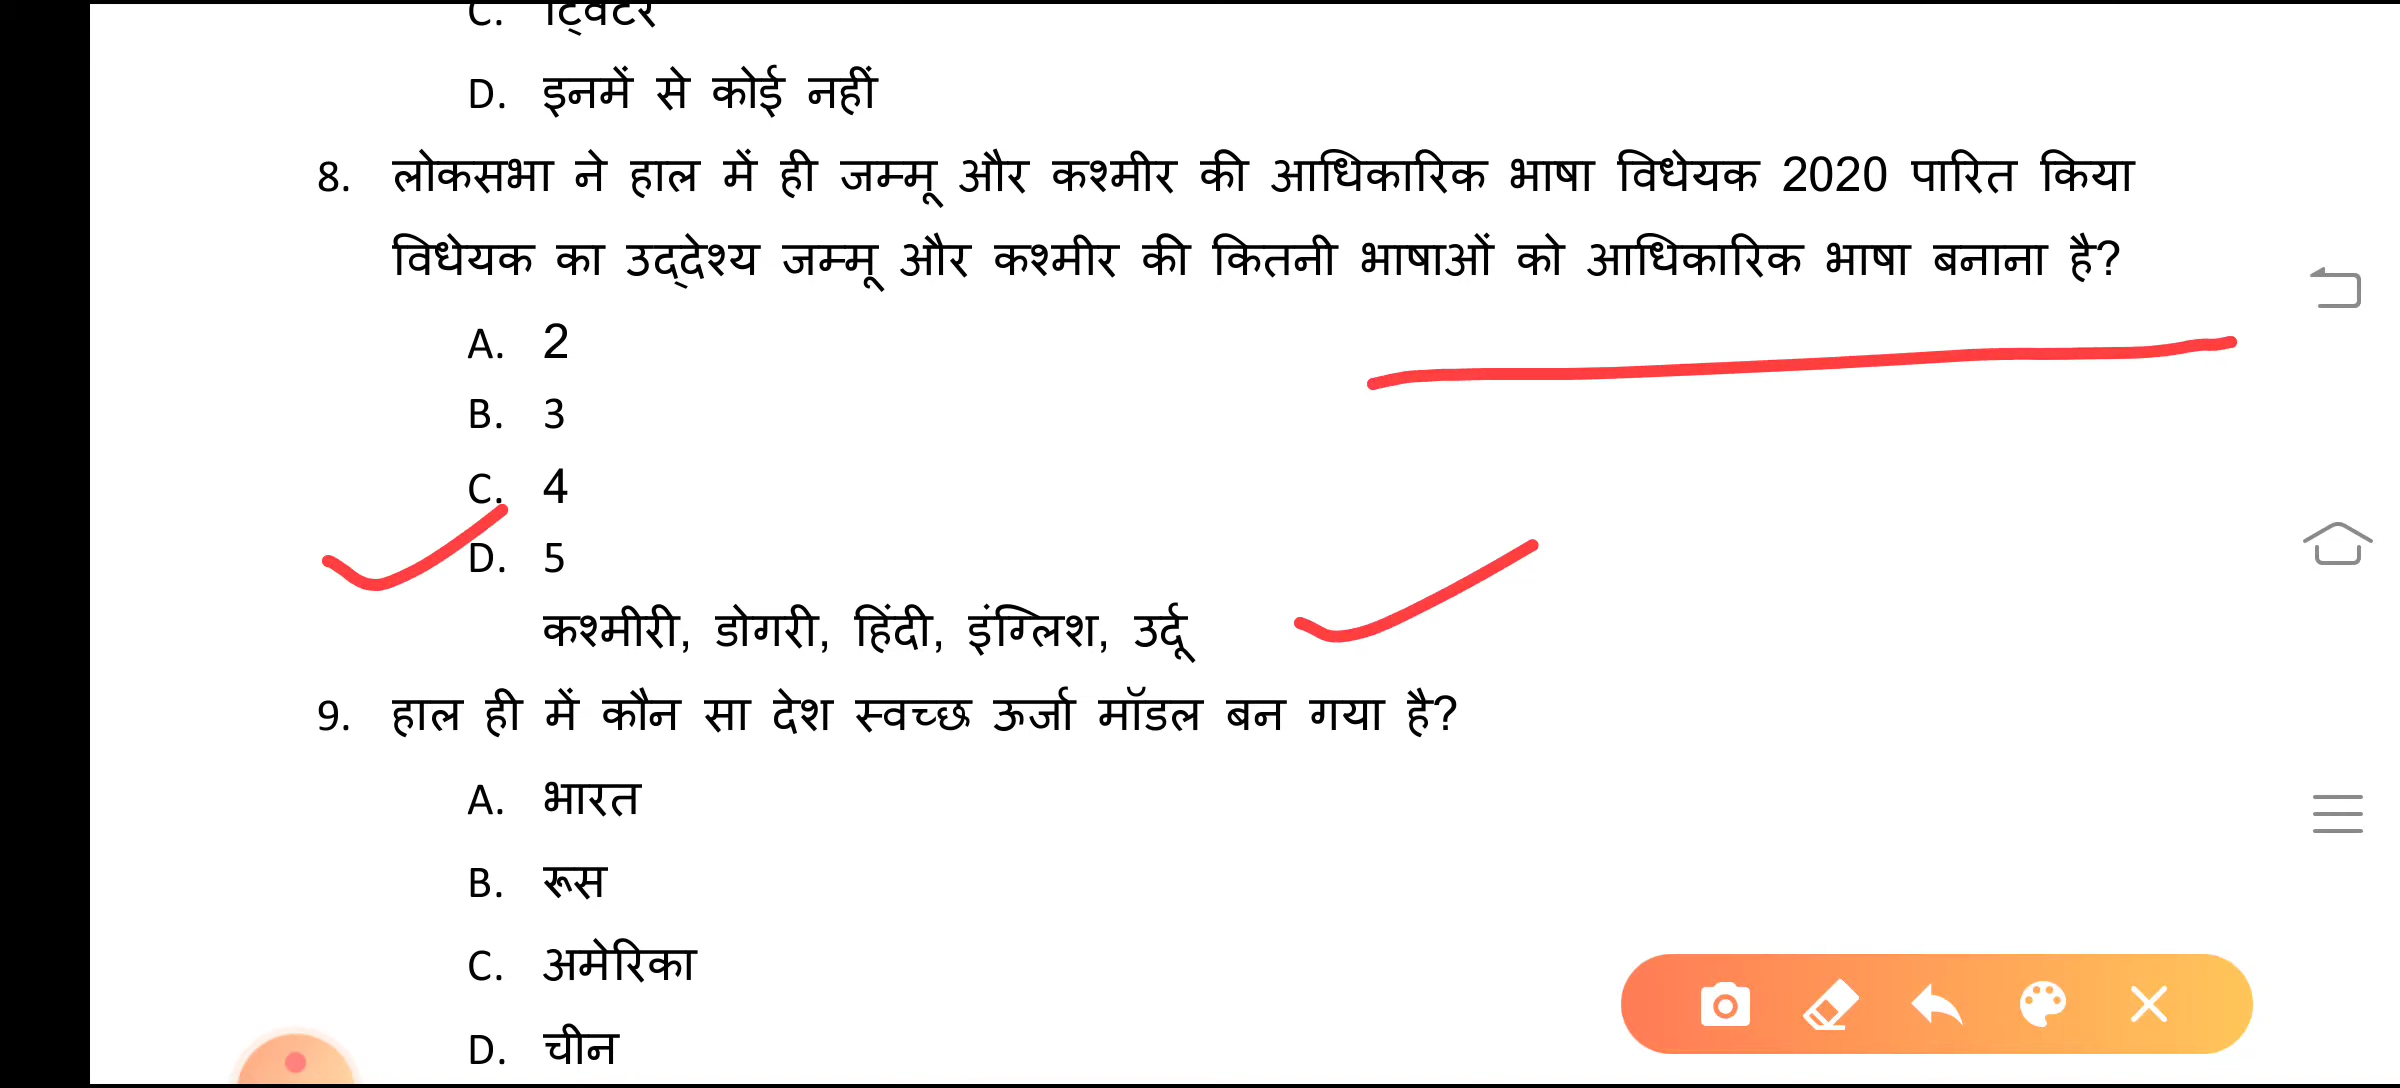 C. ट्विटर
D. इनमें से कोई नहीं
8. लोकसभा ने हाल में ही जम्मू और कश्मीर की आधिकारिक भाषा विधेयक 2020 पारित किया
विधेयक का उद्देश्य जम्मू और कश्मीर की कितनी भाषाओं को आधिकारिक भाषा बनाना है?
A. 2
B. 3
C. 4
D. 5
कश्मीरी, डोगरी, हिंदी, इंग्लिश, उर्दू
9. हाल ही में कौन सा देश स्वच्छ ऊर्जा मॉडल बन गया है?
A. भारत
B. रूस
C. अमेरिका
D. चीन